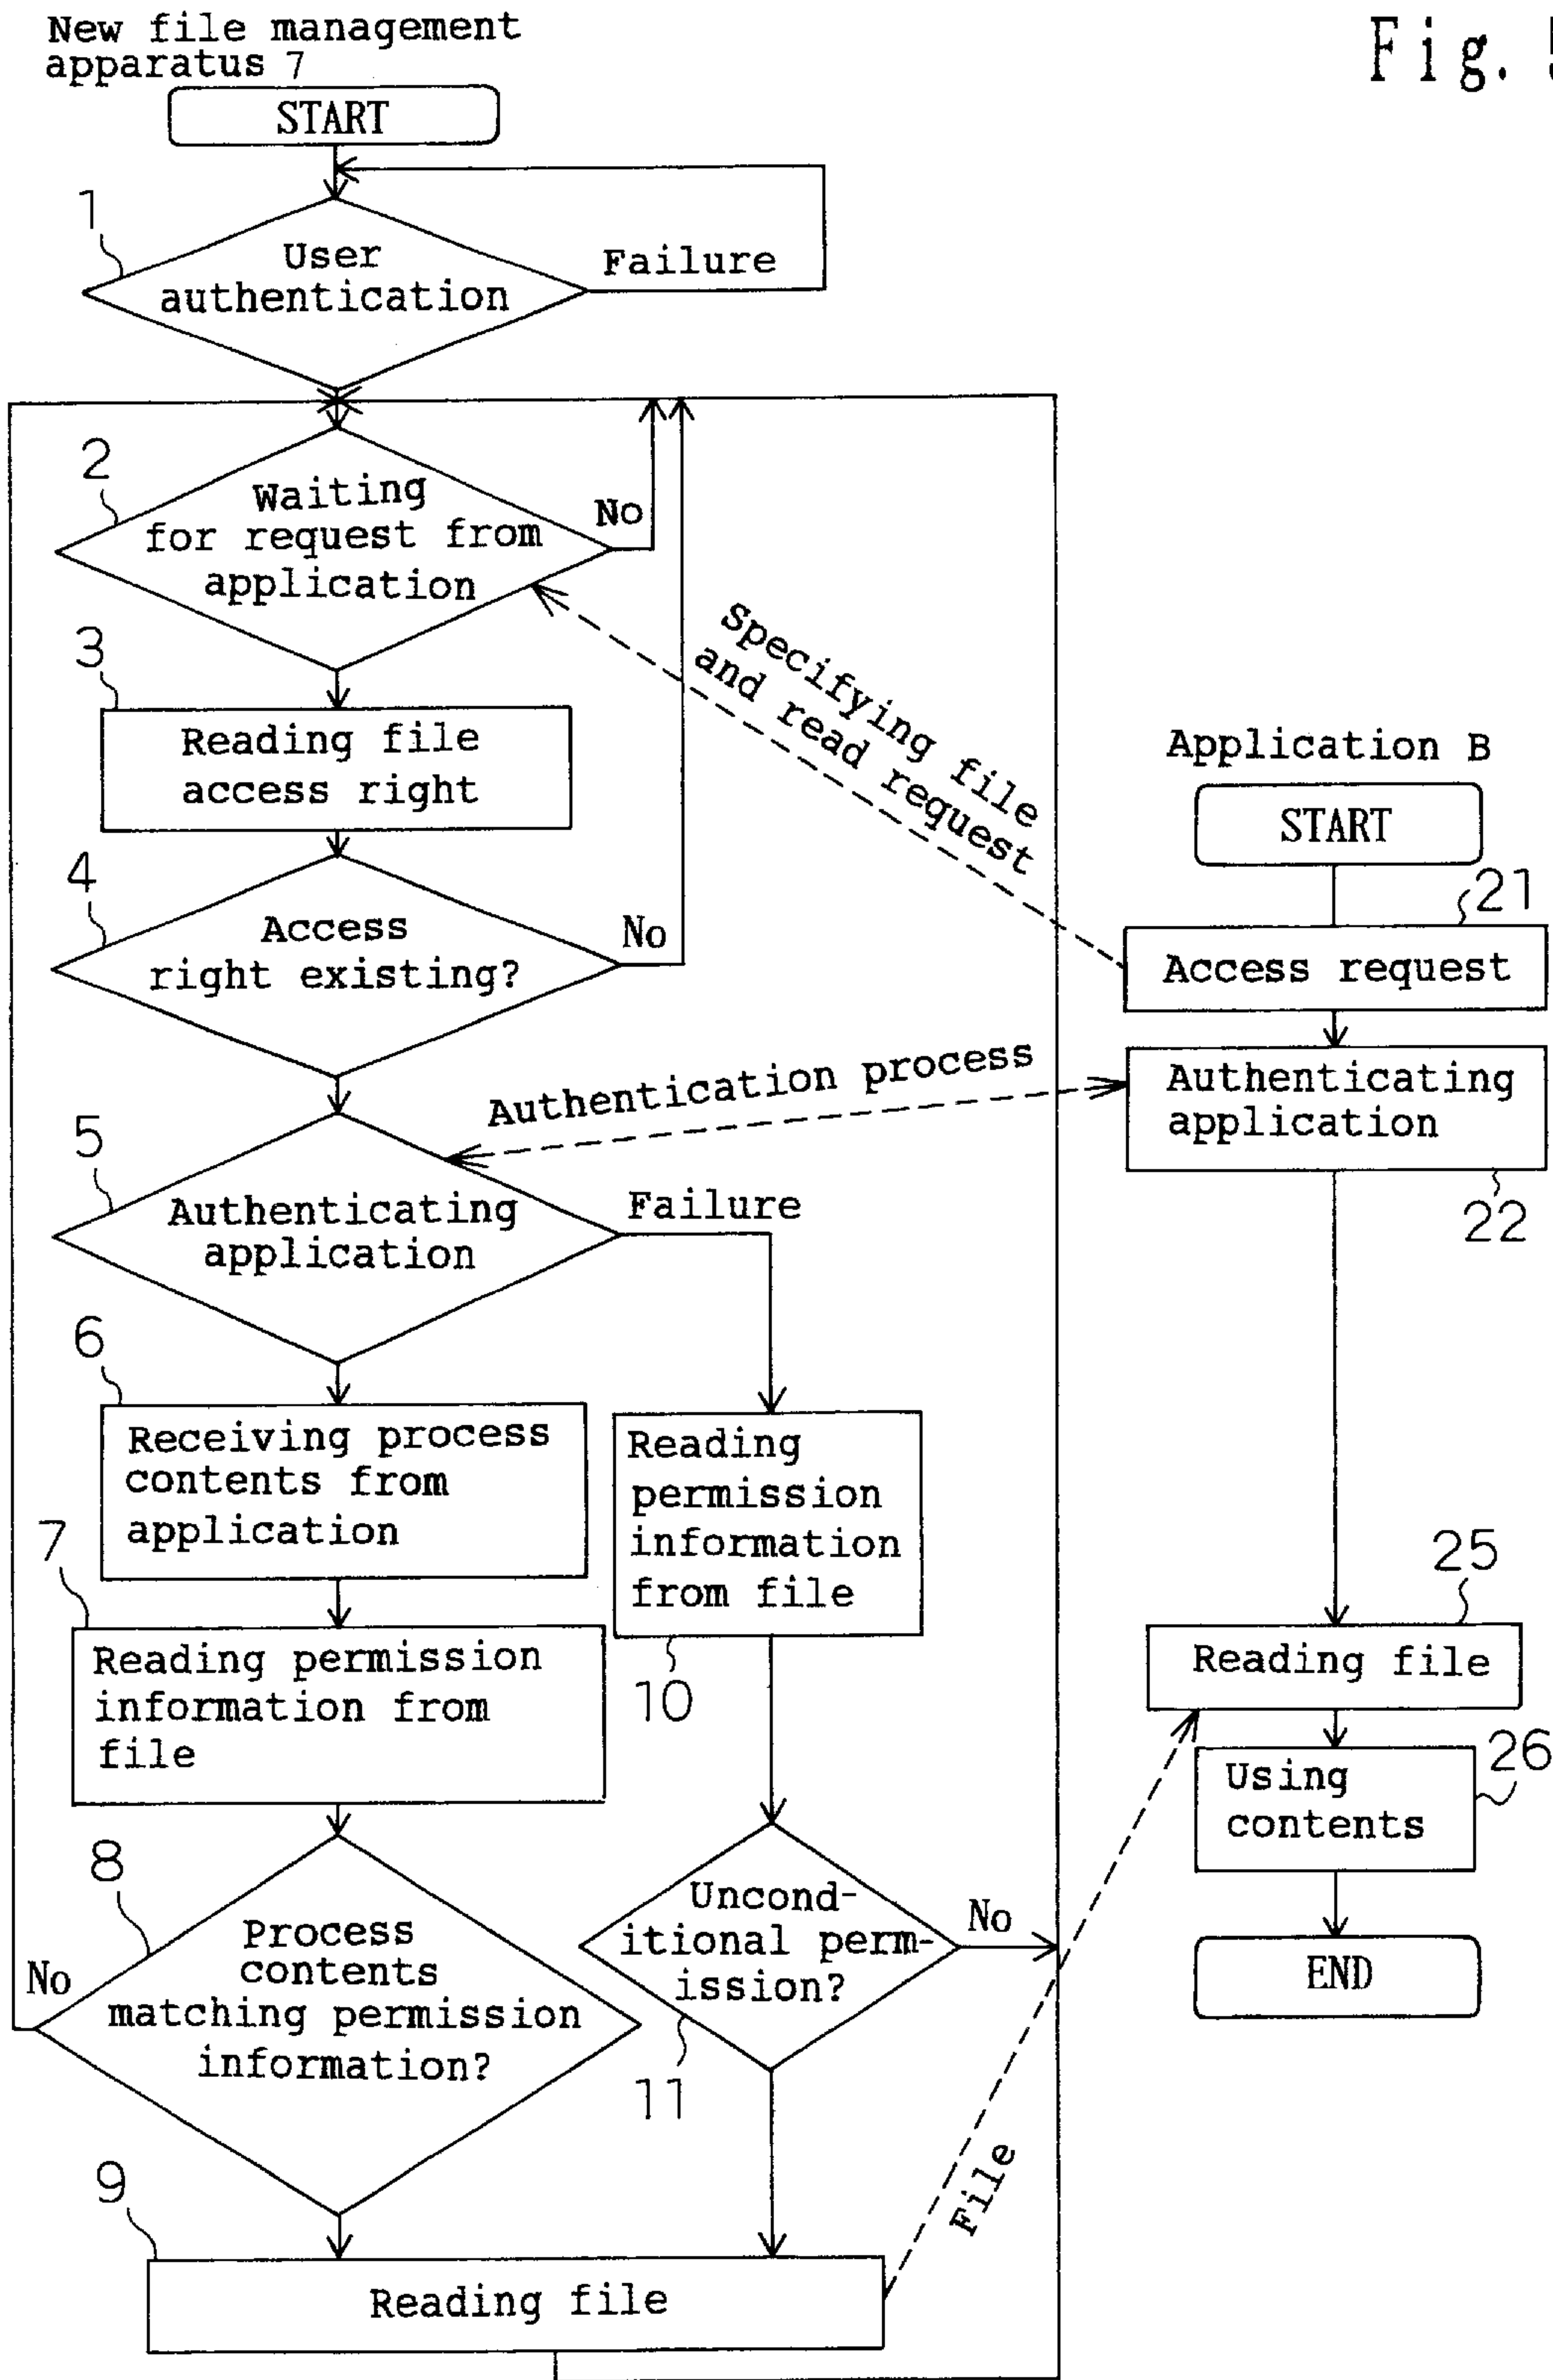 New file management
apparatus 7
Fig. 5
START
1
User
authentication
Failure
2
Waiting
for request from
application
No
3
Reading file
access right
Specifying file
and read request
4
Access
right existing?
No
Application B
START
21
Access request
Authentication process
Authenticating
application
22
5
Authenticating
application
Failure
6
Receiving process
contents from
application
Reading
permission
information
from file
10
7
Reading permission
information from
file
25
Reading file
26
Using
contents
END
8
Process
contents
matching permission
information?
No
Uncond-
itional perm-
ission?
No
11
9
Reading file
File